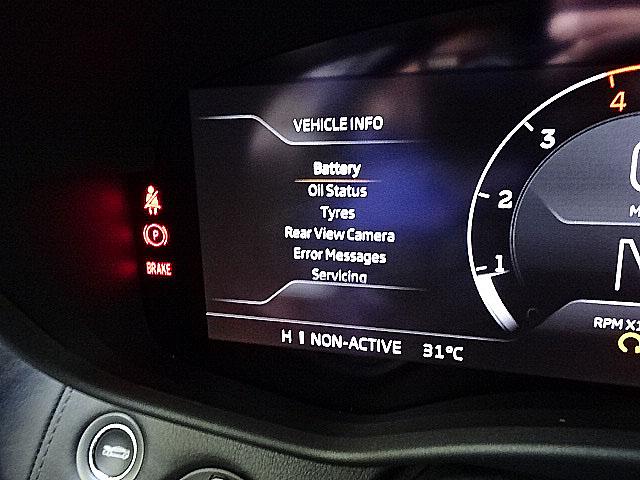 VEHICLE INFO
Battery
Oil Status
Tyres
Rear View Camera
Error Messages
Servicing
H NON-ACTIVE 31°C
P
BRAKE
4
3
2
1
N
RPM X1